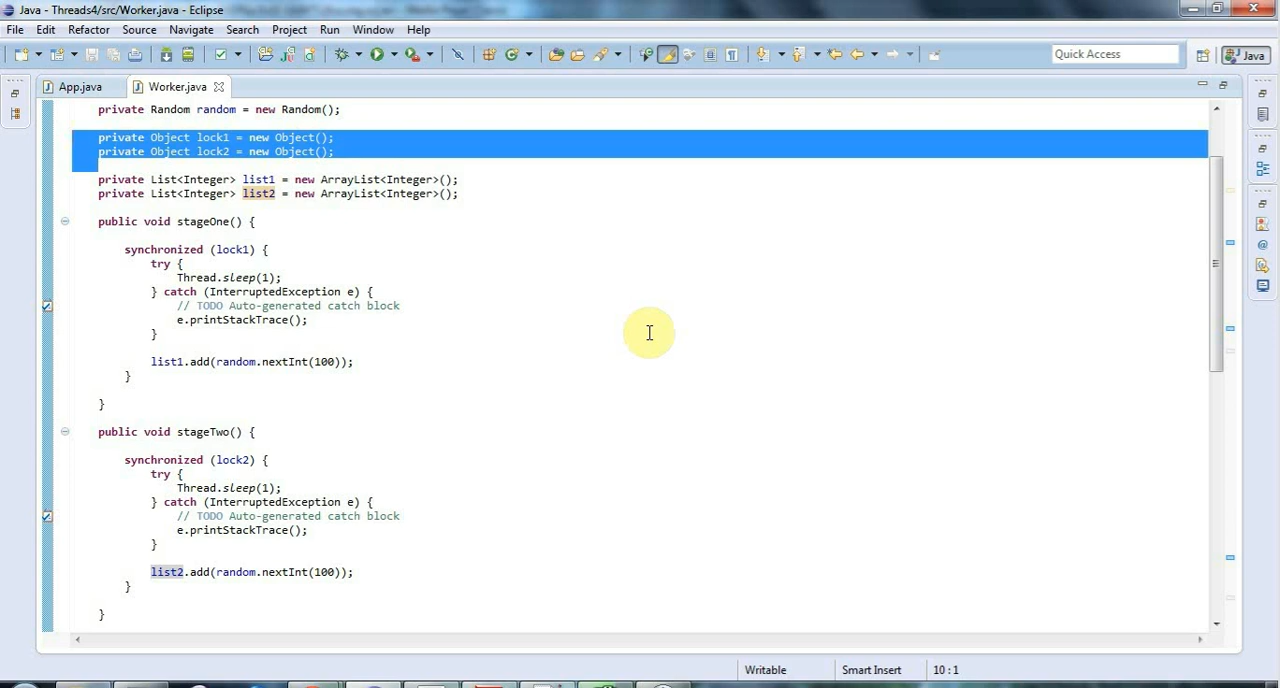 Java - Threads4/src/Worker.java - Eclipse
File Edit Refactor Source Navigate Search Project Run Window Help
Quick Access Java
App.java Worker.java
private Random random = new Random();
private Object lock1 = new Object();
private Object lock2 = new Object();
private List<Integer> list1 = new ArrayList<Integer>();
private List<Integer> list2 = new ArrayList<Integer>();
public void stageOne() {
synchronized (lock1) {
try {
Thread.sleep(1);
} catch (InterruptedException e) {
// TODO Auto-generated catch block
e.printStackTrace();
}
list1.add(random.nextInt(100));
}
}
public void stageTwo() {
synchronized (lock2) {
try {
Thread.sleep(1);
} catch (InterruptedException e) {
// TODO Auto-generated catch block
e.printStackTrace();
}
list2.add(random.nextInt(100));
}
}
Writable Smart Insert 10 : 1